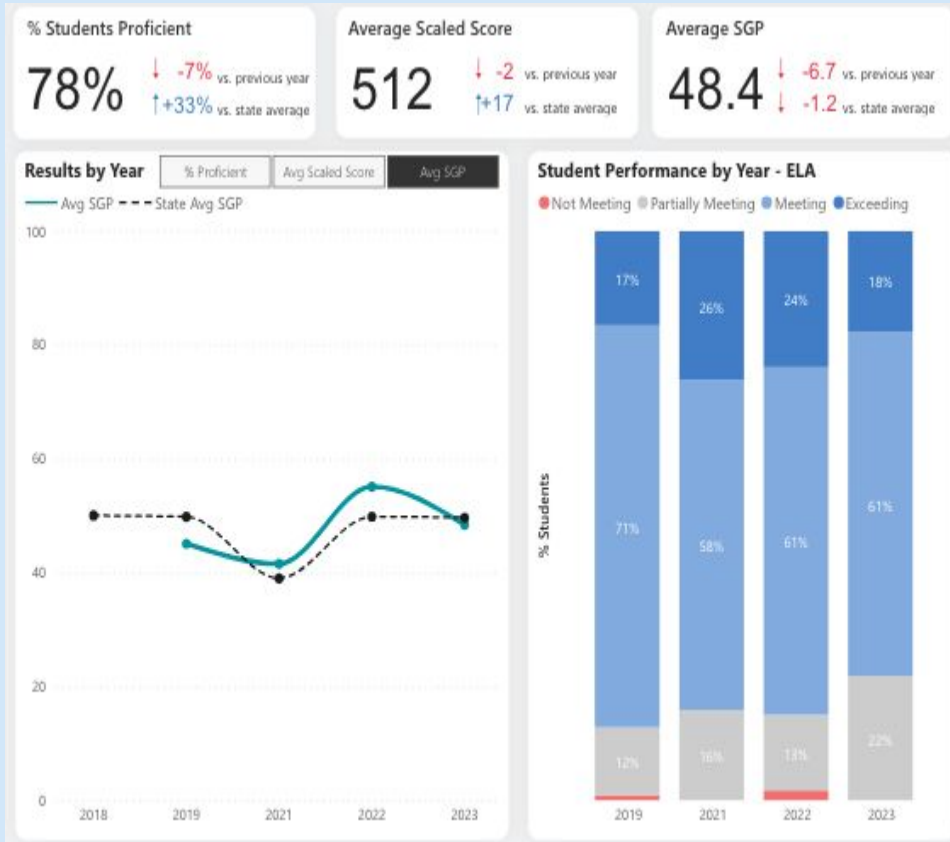 % Students Proficient
78%
↓ -7% vs. previous year
↑+33% vs. state average
Average Scaled Score
512
↓ -2 vs. previous year
↑+17 vs. state average
Average SGP
48.4
↓ -6.7 vs. previous year
↓ -1.2 vs. state average
Results by Year
% Proficient
Avg Scaled Score
Avg SGP
Avg SGP
State Avg SGP
100
80
60
40
20
0
2018 2019 2021 2022 2023
Student Performance by Year - ELA
Not Meeting Partially Meeting Meeting Exceeding
% Students
17% 26% 24% 18%
71% 58% 61% 61%
12% 16% 13% 22%
2019 2021 2022 2023